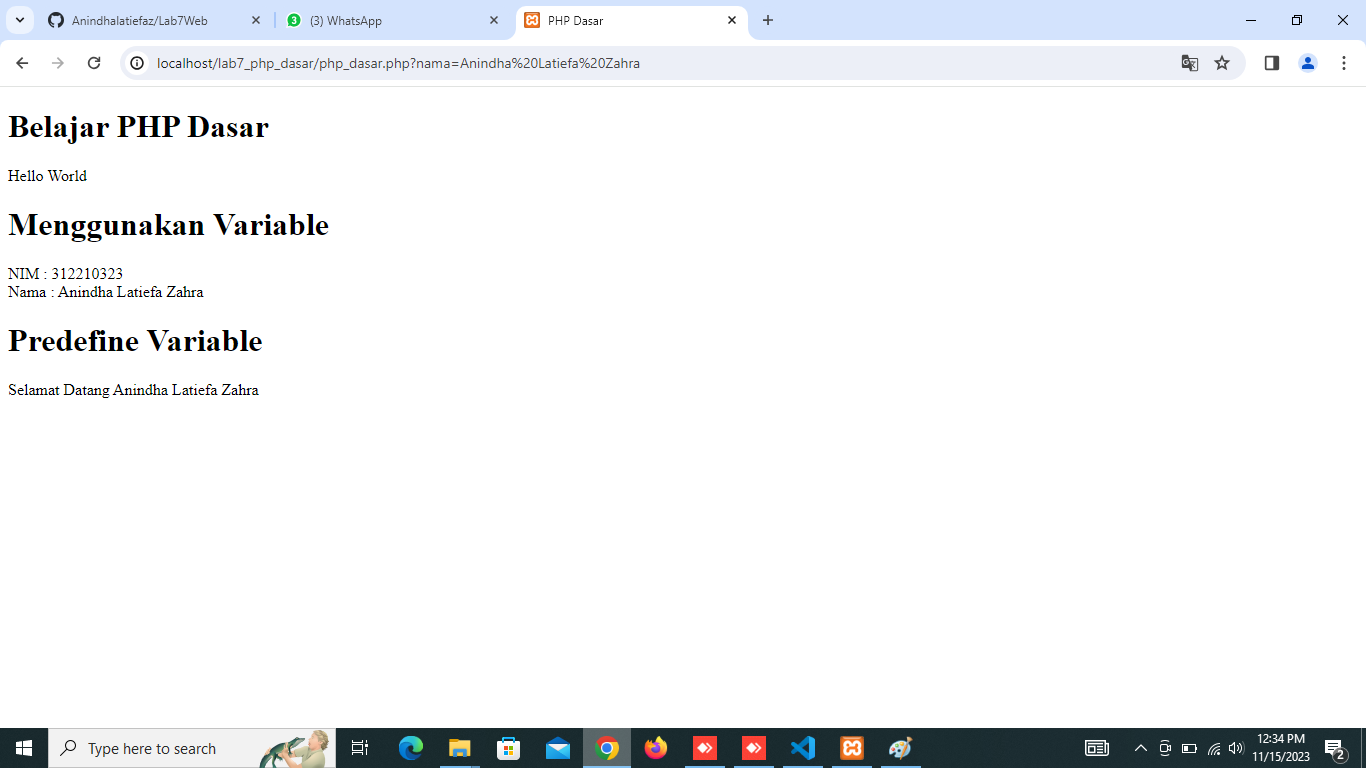 Anindhalatiefaz/Lab7Web
3
(3) WhatsApp
PHP Dasar
localhost/lab7_php_dasar/php_dasar.php?nama=Anindha%20Latiefa%20Zahra
Belajar PHP Dasar
Hello World
Menggunakan Variable
NIM : 312210323
Nama : Anindha Latiefa Zahra
Predefine Variable
Selamat Datang Anindha Latiefa Zahra
Type here to search
12:34 PM
11/15/2023
2